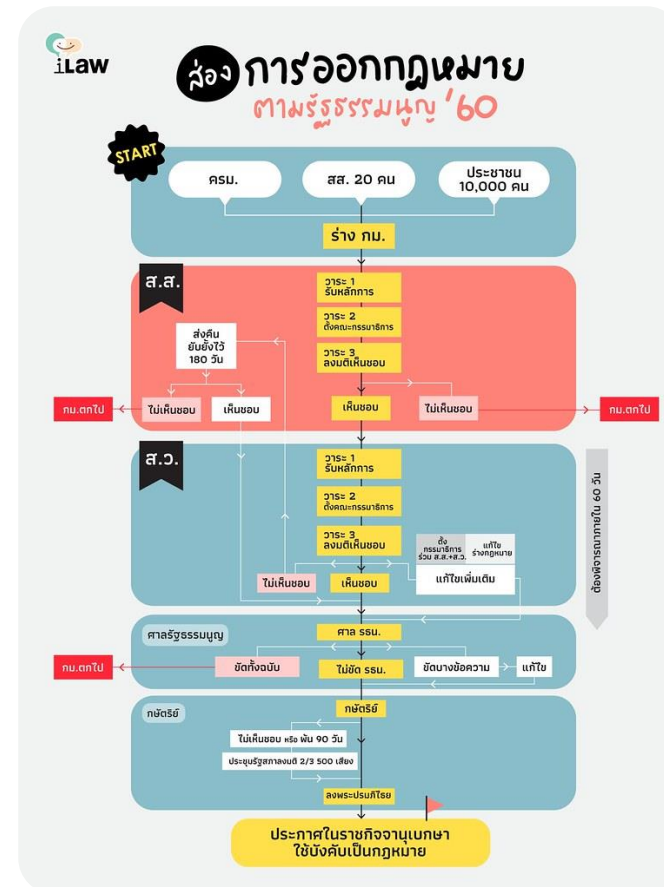 iLaw
ส่อง การออกกฎหมาย
ตามรัฐธรรมนูญ '60
START
ครม.
สส. 20 คน
ประชาชน
10,000 คน
ร่าง กม.
ส.ส.
วาระ 1
รับหลักการ
วาระ 2
ตั้งคณะกรรมาธิการ
วาระ 3
ลงมติเห็นชอบ
ส่งคืน
ยับยั้งไว้
180 วัน
กม.ตกไป
ไม่เห็นชอบ
เห็นชอบ
เห็นชอบ
ไม่เห็นชอบ
กม.ตกไป
ส.ว.
วาระ 1
รับหลักการ
วาระ 2
ตั้งคณะกรรมาธิการ
วาระ 3
ลงมติเห็นชอบ
ตั้ง
กรรมาธิการ
ร่วม ส.ส.+ส.ว.
แก้ไข
ร่างกฎหมาย
ไม่เห็นชอบ
เห็นชอบ
แก้ไขเพิ่มเติม
ต้องพิจารณาภายใน 60 วัน
ศาลรัฐธรรมนูญ
ศาล รธน.
กม.ตกไป
ขัดทั้งฉบับ
ไม่ขัด รธน.
ขัดบางข้อความ
แก้ไข
กษัตริย์
กษัตริย์
ไม่เห็นชอบ หรือ พ้น 90 วัน
ประชุมรัฐสภาลงมติ 2/3 500 เสียง
ลงพระปรมาภิไธย
ประกาศในราชกิจจานุเบกษา
ใช้บังคับเป็นกฎหมาย